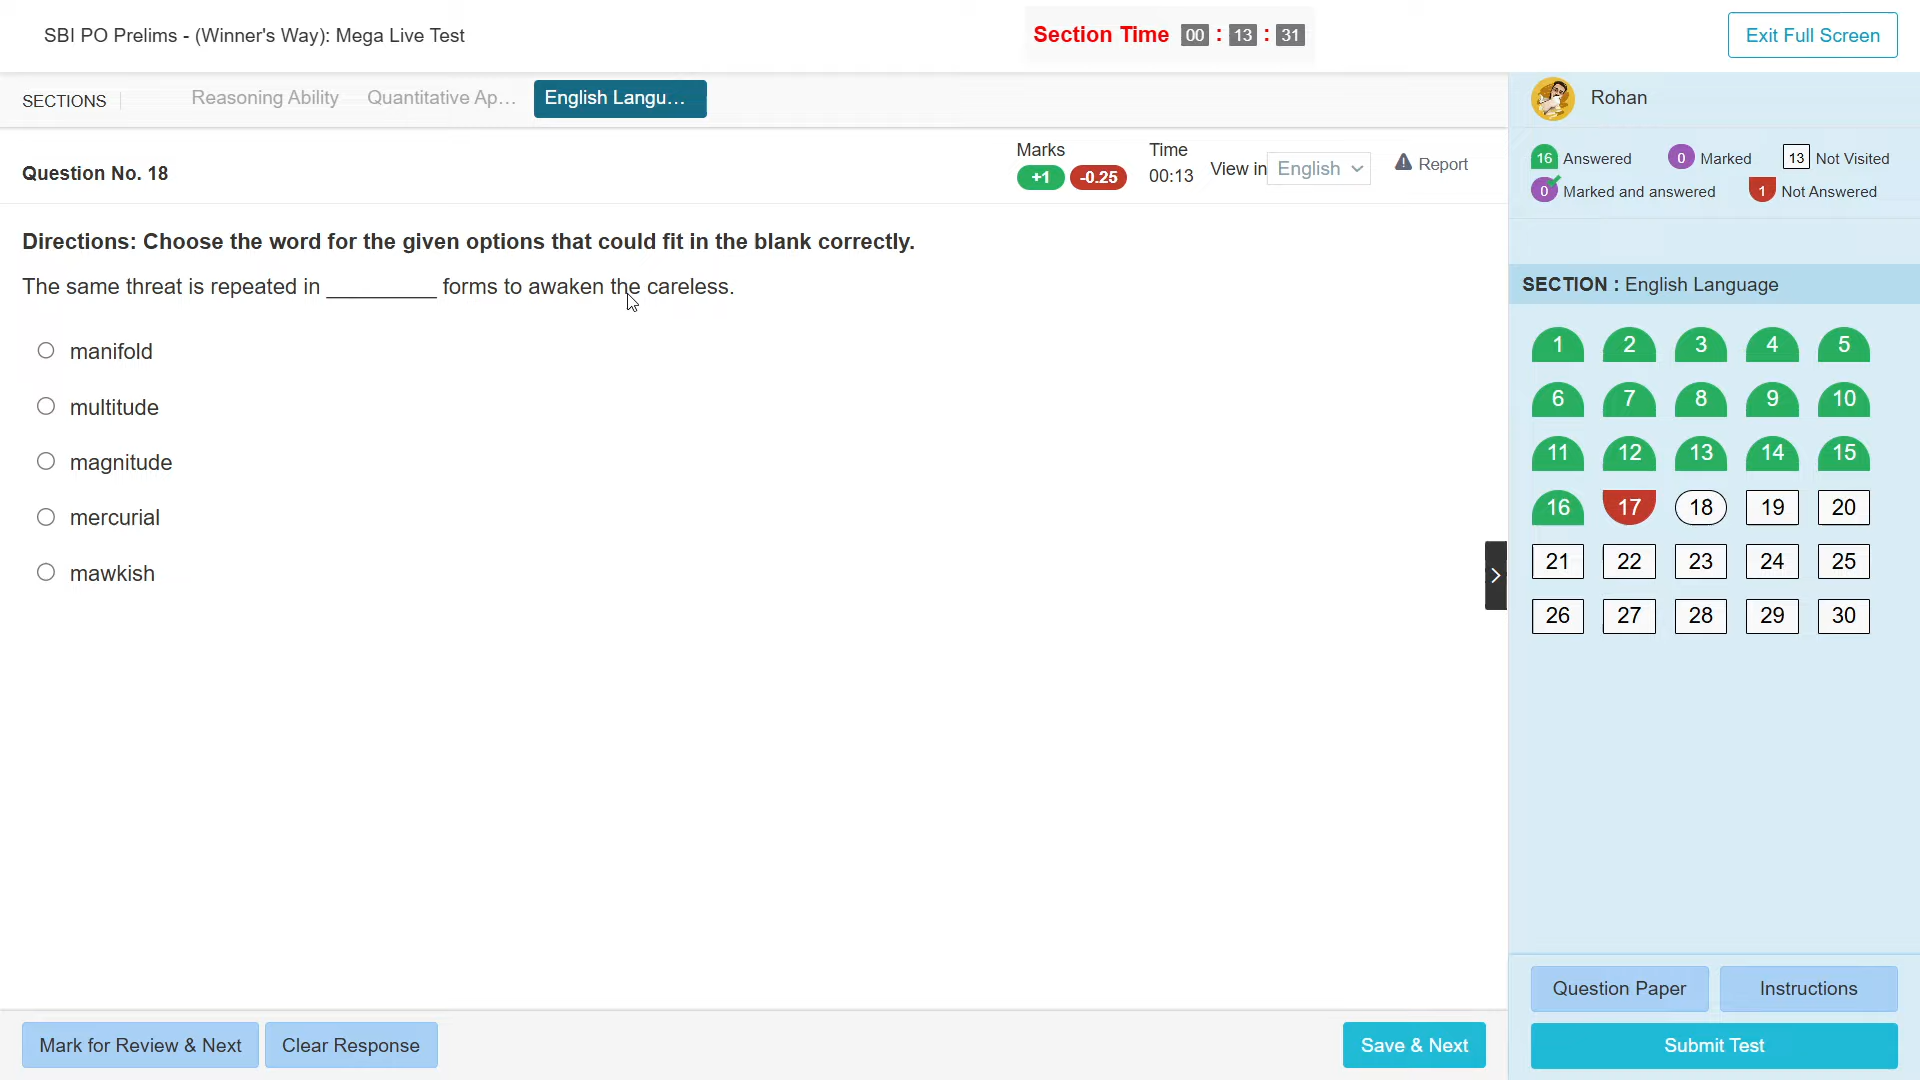 SBI PO Prelims - (Winner's Way): Mega Live Test
Section Time 00 : 13 : 31
Exit Full Screen
SECTIONS
Reasoning Ability
Quantitative Ap...
English Langu...
Rohan
Question No. 18
Marks
+1 -0.25
Time
00:13
View in English
Report
16 Answered
0 Marked
13 Not Visited
0 Marked and answered
1 Not Answered
Directions: Choose the word for the given options that could fit in the blank correctly.
The same threat is repeated in _________ forms to awaken the careless.
manifold
multitude
magnitude
mercurial
mawkish
SECTION : English Language
1 2 3 4 5
6 7 8 9 10
11 12 13 14 15
16 17 18 19 20
21 22 23 24 25
26 27 28 29 30
Question Paper
Instructions
Mark for Review & Next
Clear Response
Save & Next
Submit Test